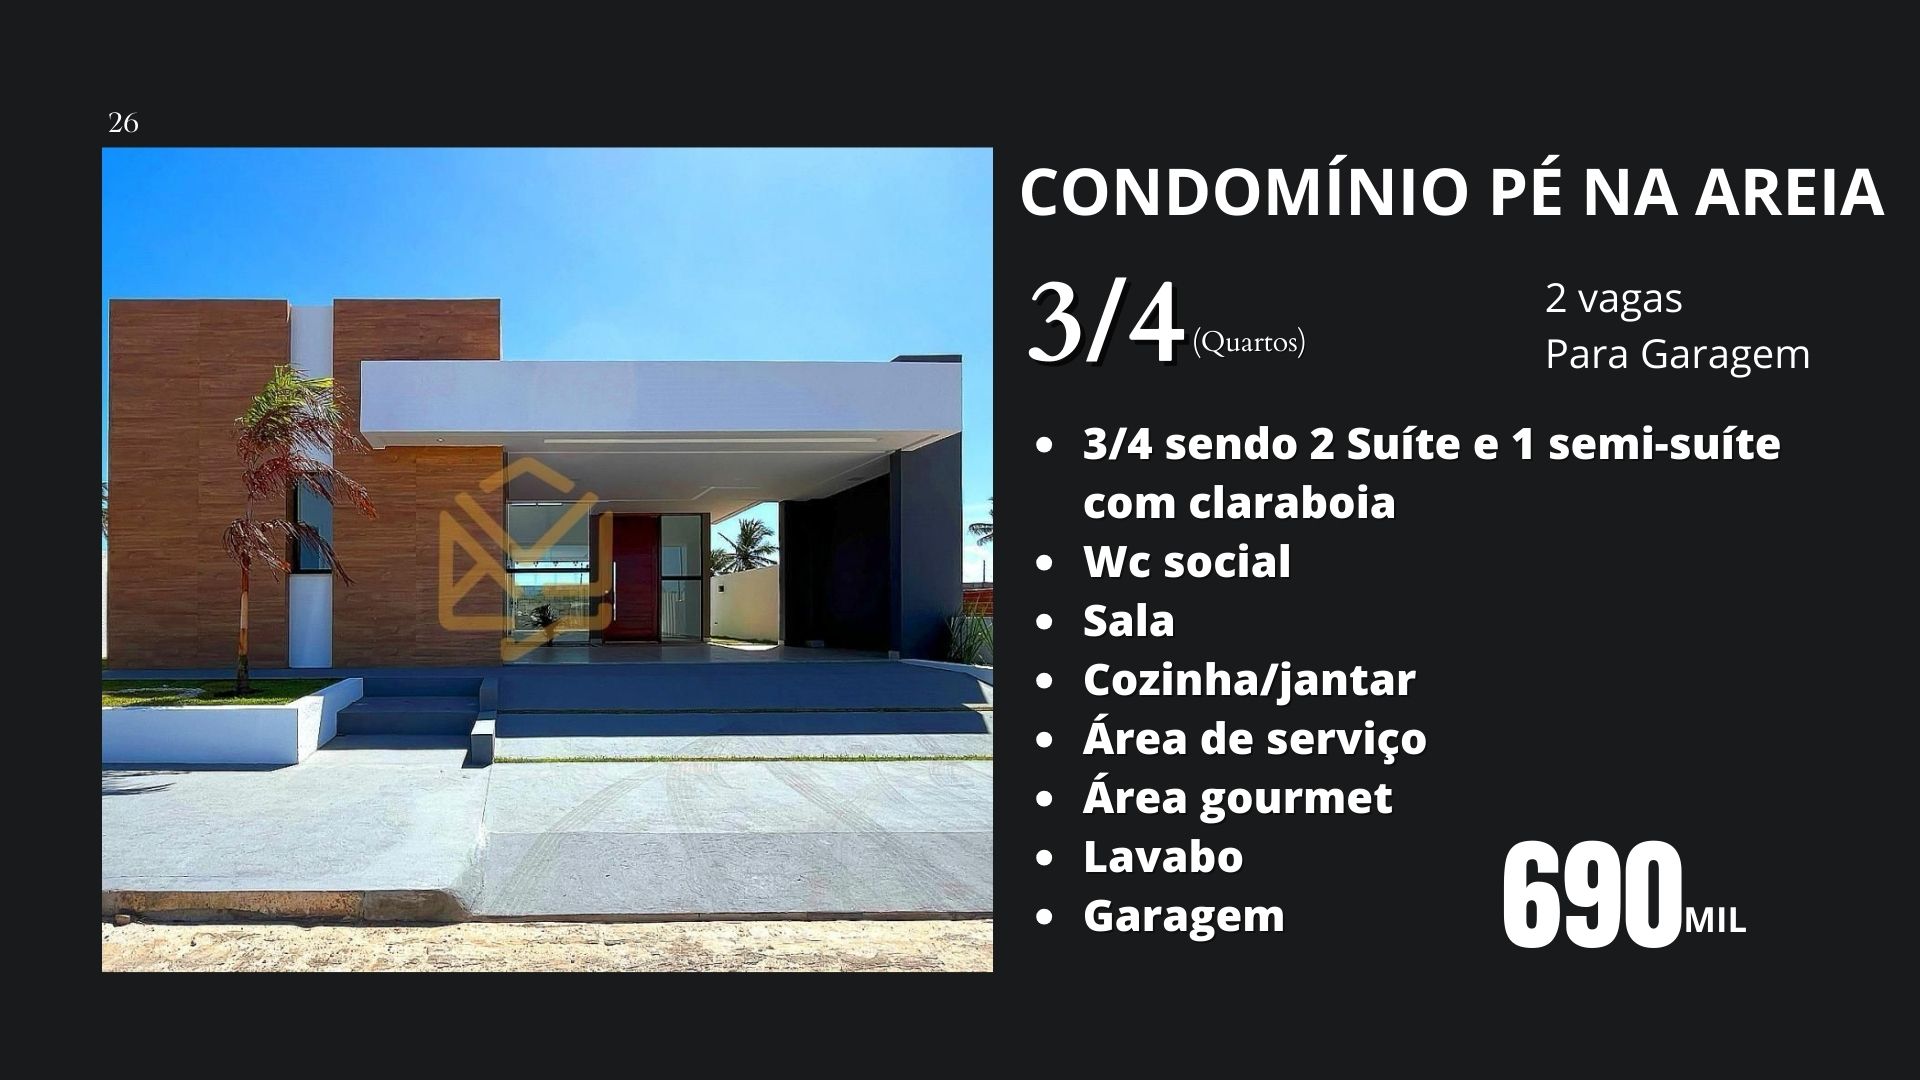 26
CONDOMÍNIO PÉ NA AREIA
3/4 (Quartos)
2 vagas
Para Garagem
• 3/4 sendo 2 Suíte e 1 semi-suíte
com claraboia
• Wc social
• Sala
• Cozinha/jantar
• Área de serviço
• Área gourmet
• Lavabo
• Garagem
690 MIL